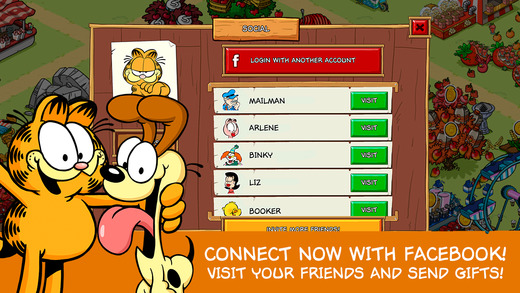 SOCIAL
f LOGIN WITH ANOTHER ACCOUNT
MAILMAN VISIT
ARLENE VISIT
BINKY VISIT
LIZ VISIT
BOOKER VISIT
INVITE MORE FRIENDS!
CONNECT NOW WITH FACEBOOK!
VISIT YOUR FRIENDS AND SEND GIFTS!